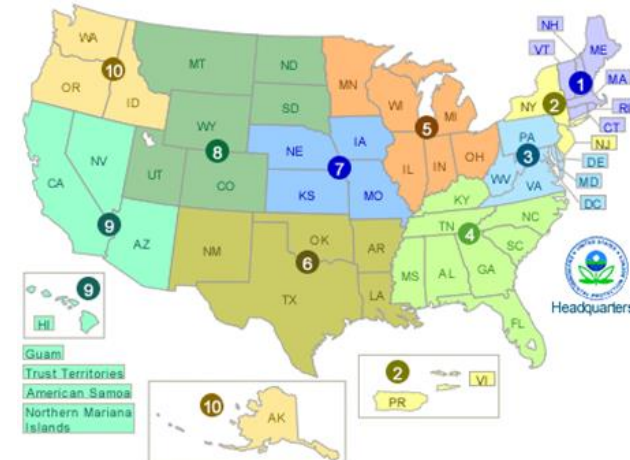 WA
10
OR
ID
MT
ND
SD
WY
8
UT
CO
MN
WI
MI
5
IL
IN
OH
NE
IA
7
KS
MO
CA
NV
9
AZ
NM
OK
6
TX
AR
LA
KY
TN
4
NC
SC
MS
AL
GA
FL
PA
3
WV
VA
DE
MD
DC
NY
2
NJ
NH
VT
ME
1
MA
RI
CT
Headquarters
9
HI
Guam
Trust Territories
American Samoa
Northern Mariana
Islands
10
AK
2
PR
VI